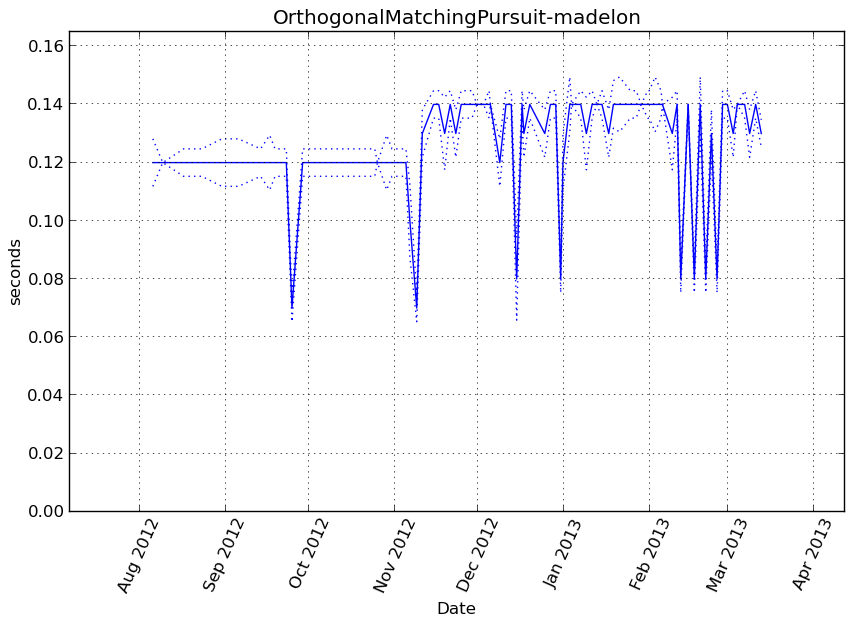 OrthogonalMatchingPursuit-madelon
0.16
0.14
0.12
0.10
0.08
0.06
0.04
0.02
0.00
seconds
Aug 2012
Sep 2012
Oct 2012
Nov 2012
Dec 2012
Jan 2013
Feb 2013
Mar 2013
Apr 2013
Date